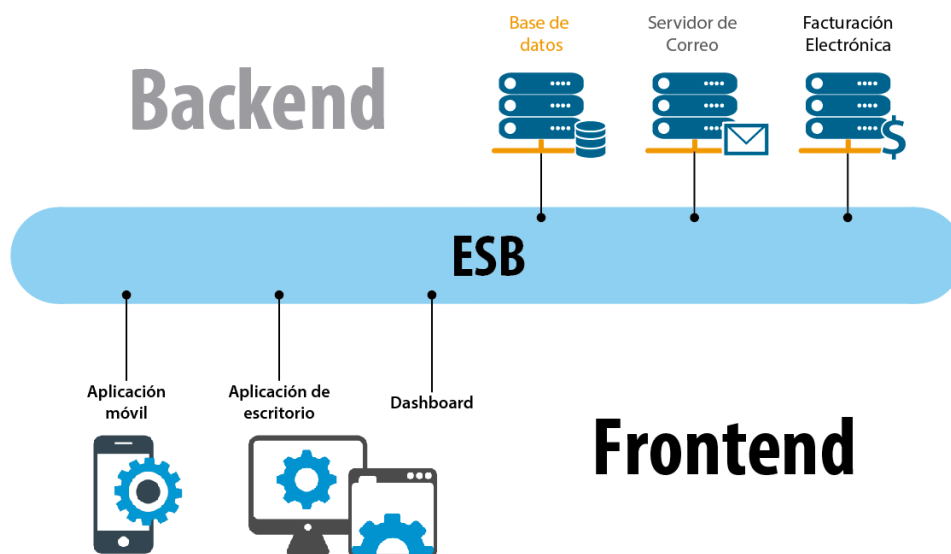 Base de
datos
Servidor de
Correo
Facturación
Electrónica
Backend
$
ESB
Aplicación
móvil
Aplicación de
escritorio
Dashboard
Frontend